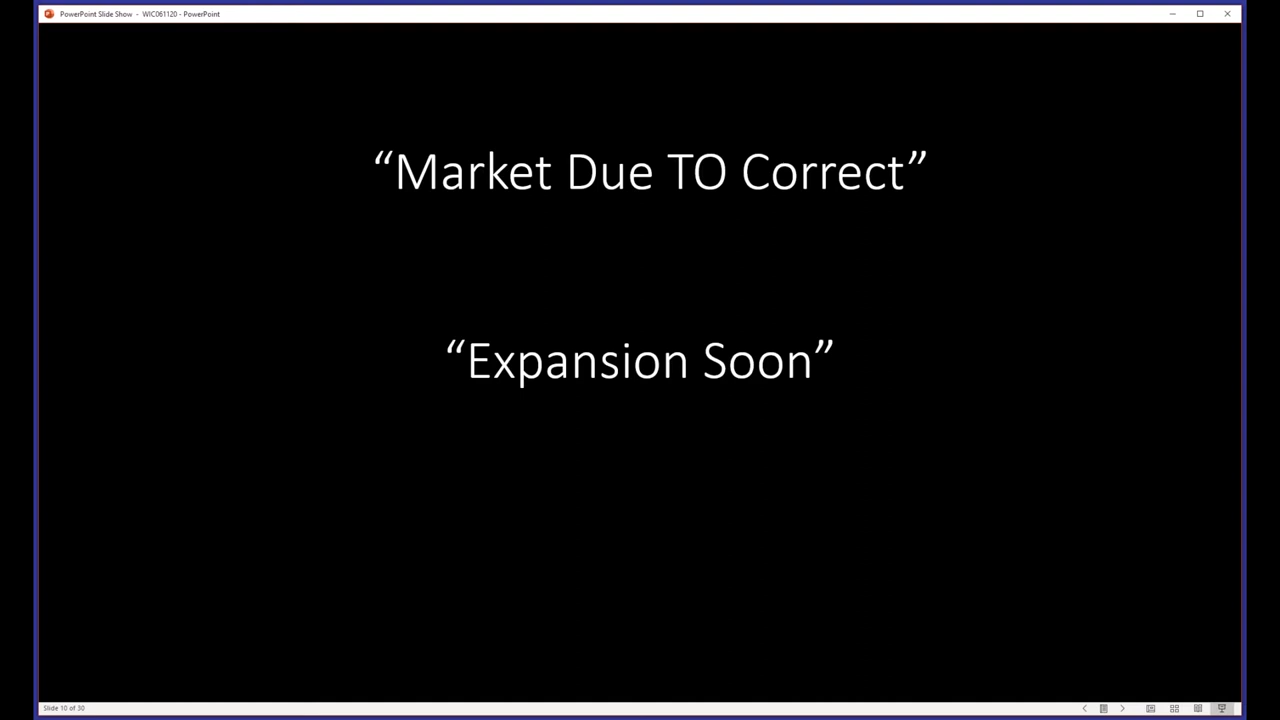 PowerPoint Slide Show - WIC061120 - PowerPoint
“Market Due TO Correct”
“Expansion Soon”
Slide 10 of 30